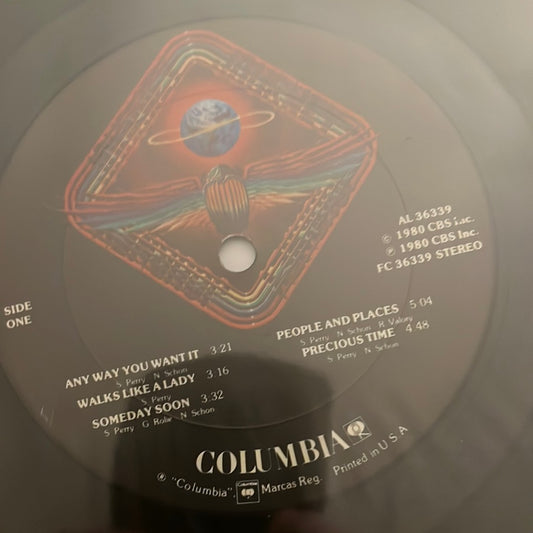 AL 36339
© 1980 CBS Inc.
℗ 1980 CBS Inc.
FC 36339 STEREO
SIDE
ONE
ANY WAY YOU WANT IT 3:21
S. Perry N. Schon
WALKS LIKE A LADY 3:16
S. Perry
SOMEDAY SOON 3:32
S. Perry G. Rolie N. Schon
PEOPLE AND PLACES 5:04
S. Perry N. Schon R. Valory
PRECIOUS TIME 4:48
S. Perry N. Schon
COLUMBIA
® "Columbia", Marcas Reg. Printed in U.S.A.